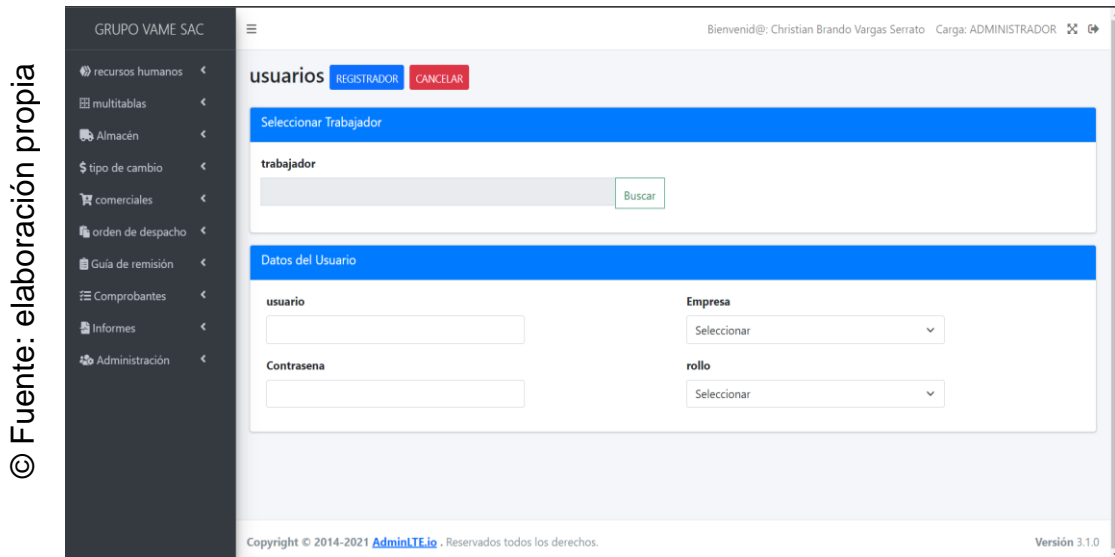 © Fuente: elaboración propia
GRUPO VAME SAC
Bienvenid@: Christian Brando Vargas Serrato Carga: ADMINISTRADOR
recursos humanos
multitablas
Almacén
tipo de cambio
comerciales
orden de despacho
Guía de remisión
Comprobantes
Informes
Administración
usuarios REGISTRADOR CANCELAR
Seleccionar Trabajador
trabajador
Buscar
Datos del Usuario
usuario Empresa
Seleccionar
Contrasena rollo
Seleccionar
Copyright © 2014-2021 AdminLTE.io . Reservados todos los derechos. Versión 3.1.0